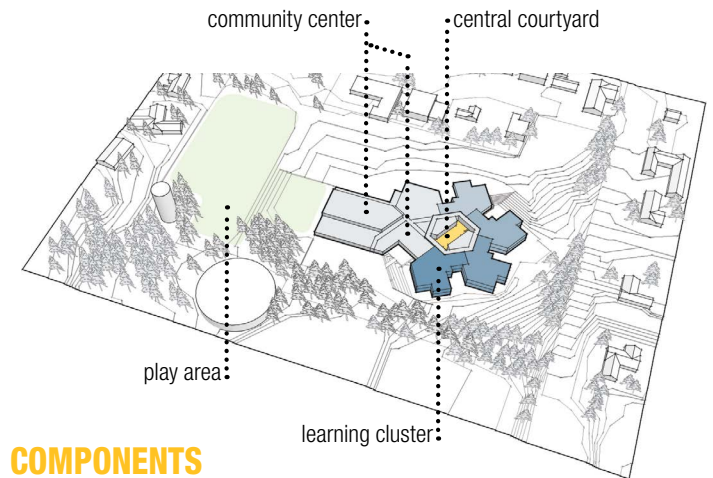 community center
central courtyard
play area
learning cluster
COMPONENTS